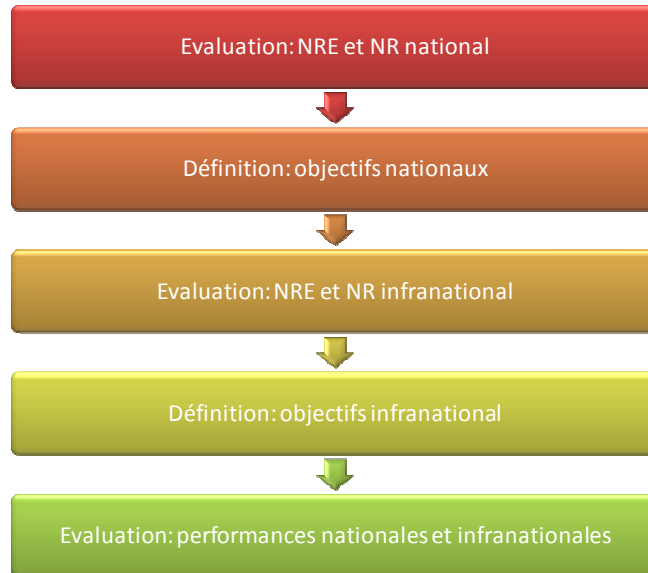 Evaluation: NRE et NR national
Définition: objectifs nationaux
Evaluation: NRE et NR infranational
Définition: objectifs infranational
Evaluation: performances nationales et infranationales